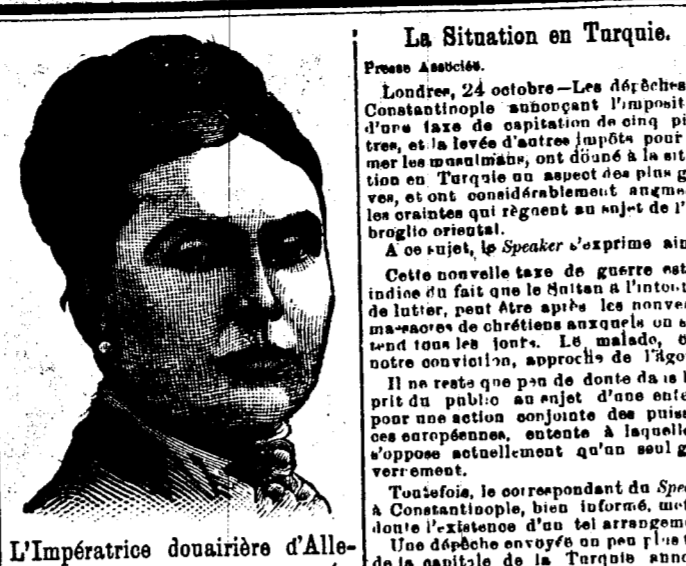 L'Impératrice douairière d'Alle-
La Situation en Turquie.
Presse Associée.
Londres, 24 octobre—Les dépêches
Constantinople annonçant l'imposit
d'une taxe de capitation de cinq pi
tres, et la levée d'autres impôts pour
mer les musulmans, ont donné à la sit
tion en Turquie un aspect des plus g
ves, et ont considérablement augme
les craintes qui règnent au sujet de l'
broglio oriental.
A ce sujet, le Speaker s'exprime ain
Cette nouvelle taxe de guerre est
indice du fait que le Sultan a l'intent
de lutter, peut être après les nouve
massacres de chrétiens auxquels on s
tend tous les jours. Le malade,
notre conviction, approche de l'ago
Il ne reste que peu de doute dans l
prit du public au sujet d'une ente
pour une action conjointe des puiss
ces européennes, entente à laquelle
s'oppose actuellement qu'un seul g
vernement.
Toutefois, le correspondant du Spe
à Constantinople, bien informé, met
doute l'existence d'un tel arrangem
Une dépêche envoyée un peu plus t
de la capitale de la Turquie anno